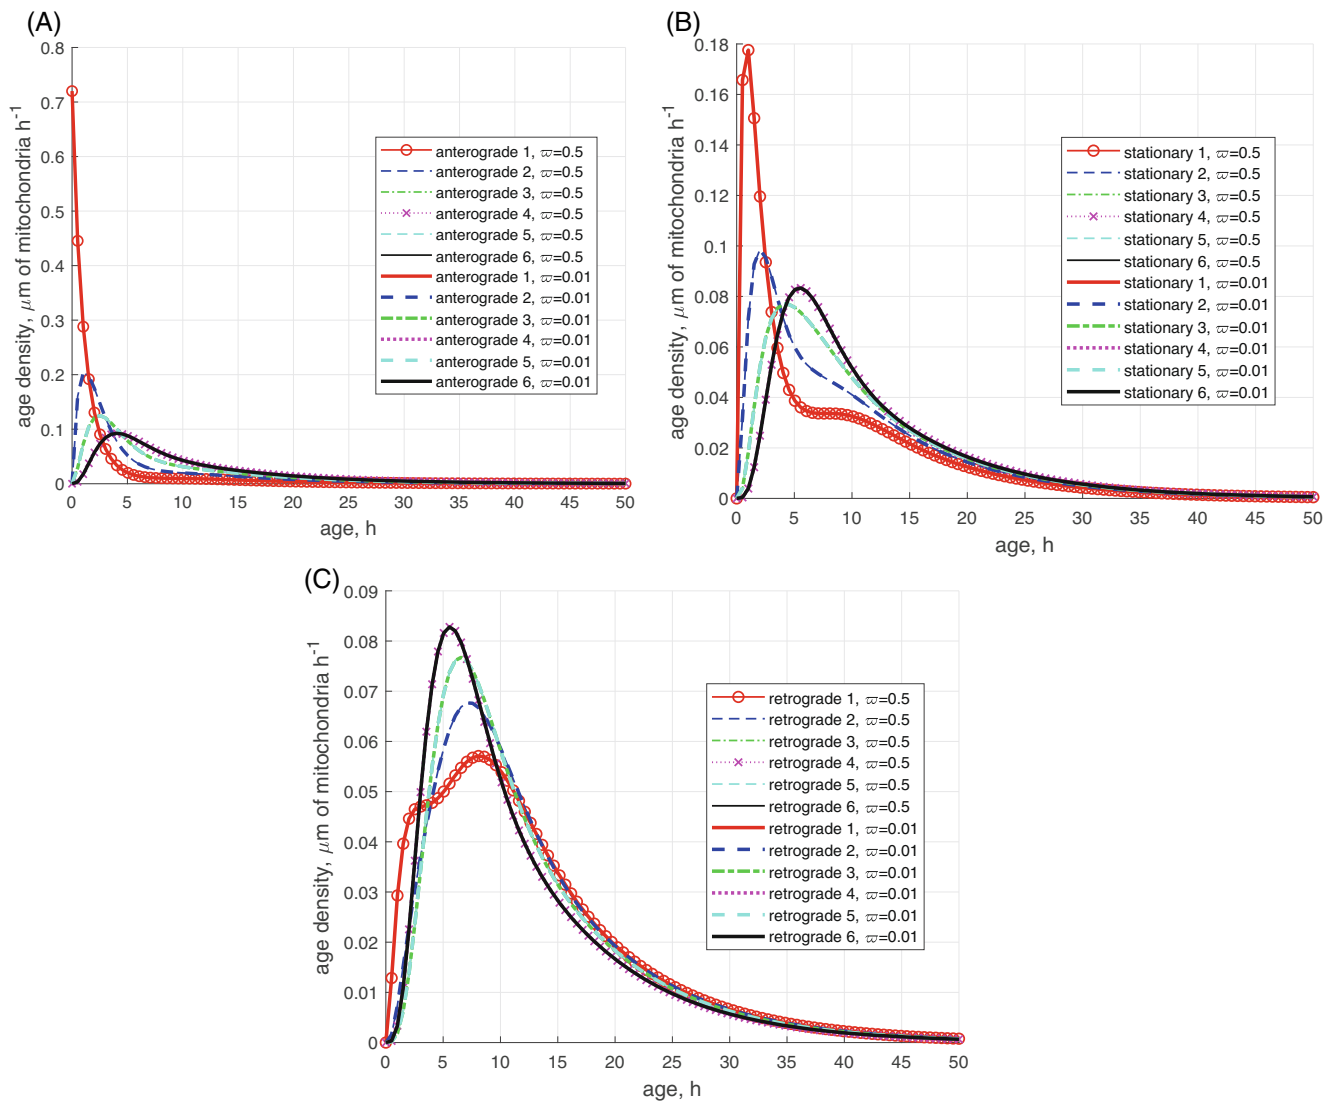 (A)
0.8
0.7
0.6
0.5
0.4
0.3
0.2
0.1
0
age density, μm of mitochondria h-1
0 5 10 15 20 25 30 35 40 45 50
age, h
anterograde 1, ϖ=0.5
anterograde 2, ϖ=0.5
anterograde 3, ϖ=0.5
anterograde 4, ϖ=0.5
anterograde 5, ϖ=0.5
anterograde 6, ϖ=0.5
anterograde 1, ϖ=0.01
anterograde 2, ϖ=0.01
anterograde 3, ϖ=0.01
anterograde 4, ϖ=0.01
anterograde 5, ϖ=0.01
anterograde 6, ϖ=0.01
(B)
0.18
0.16
0.14
0.12
0.1
0.08
0.06
0.04
0.02
0
age density, μm of mitochondria h-1
0 5 10 15 20 25 30 35 40 45 50
age, h
stationary 1, ϖ=0.5
stationary 2, ϖ=0.5
stationary 3, ϖ=0.5
stationary 4, ϖ=0.5
stationary 5, ϖ=0.5
stationary 6, ϖ=0.5
stationary 1, ϖ=0.01
stationary 2, ϖ=0.01
stationary 3, ϖ=0.01
stationary 4, ϖ=0.01
stationary 5, ϖ=0.01
stationary 6, ϖ=0.01
(C)
0.09
0.08
0.07
0.06
0.05
0.04
0.03
0.02
0.01
0
age density, μm of mitochondria h-1
0 5 10 15 20 25 30 35 40 45 50
age, h
retrograde 1, ϖ=0.5
retrograde 2, ϖ=0.5
retrograde 3, ϖ=0.5
retrograde 4, ϖ=0.5
retrograde 5, ϖ=0.5
retrograde 6, ϖ=0.5
retrograde 1, ϖ=0.01
retrograde 2, ϖ=0.01
retrograde 3, ϖ=0.01
retrograde 4, ϖ=0.01
retrograde 5, ϖ=0.01
retrograde 6, ϖ=0.01